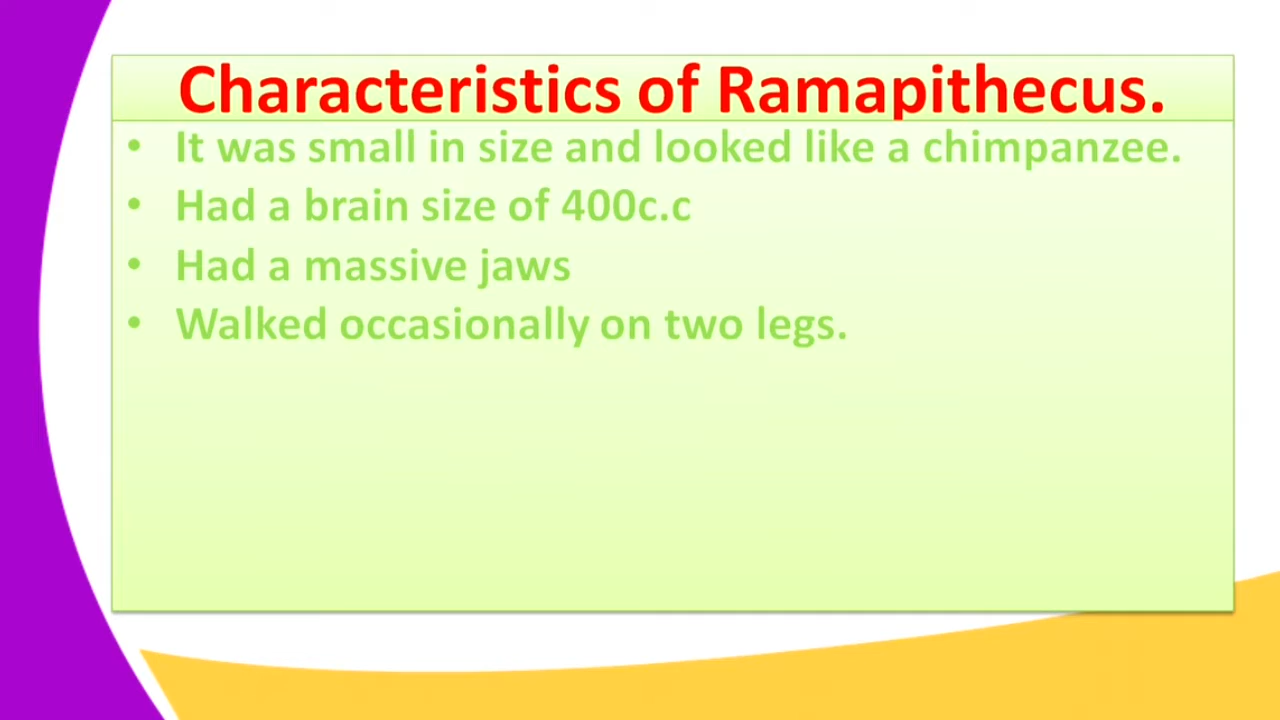 Characteristics of Ramapithecus.
• It was small in size and looked like a chimpanzee.
• Had a brain size of 400c.c
• Had a massive jaws
• Walked occasionally on two legs.